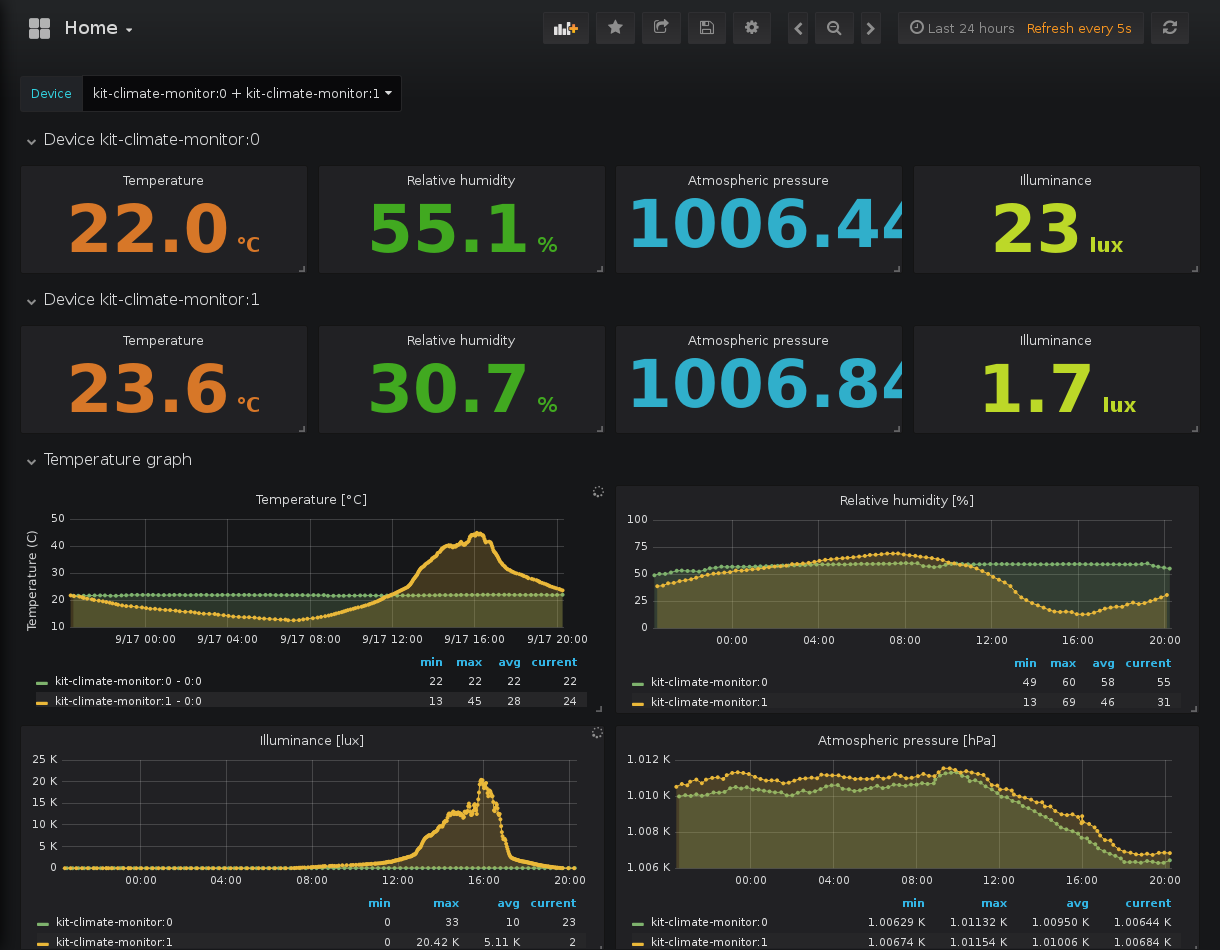 Home
Last 24 hours Refresh every 5s
Device kit-climate-monitor:0 + kit-climate-monitor:1
Device kit-climate-monitor:0
Temperature Relative humidity Atmospheric pressure Illuminance
22.0 °C 55.1 % 1006.44 23 lux
Device kit-climate-monitor:1
Temperature Relative humidity Atmospheric pressure Illuminance
23.6 °C 30.7 % 1006.84 1.7 lux
Temperature graph
Temperature [°C]
Temperature (C)
50
40
30
20
10
9/17 00:00 9/17 04:00 9/17 08:00 9/17 12:00 9/17 16:00 9/17 20:00
min max avg current
kit-climate-monitor:0 - 0:0 22 22 22 22
kit-climate-monitor:1 - 0:0 13 45 28 24
Relative humidity [%]
100
75
50
25
0
00:00 04:00 08:00 12:00 16:00 20:00
min max avg current
kit-climate-monitor:0 49 60 58 55
kit-climate-monitor:1 13 69 46 31
Illuminance [lux]
25 K
20 K
15 K
10 K
5 K
0
00:00 04:00 08:00 12:00 16:00 20:00
min max avg current
kit-climate-monitor:0 0 33 10 23
kit-climate-monitor:1 0 20.42 K 5.11 K 2
Atmospheric pressure [hPa]
1.012 K
1.010 K
1.008 K
1.006 K
00:00 04:00 08:00 12:00 16:00 20:00
min max avg current
kit-climate-monitor:0 1.00629 K 1.01132 K 1.00950 K 1.00644 K
kit-climate-monitor:1 1.00674 K 1.01154 K 1.01006 K 1.00684 K